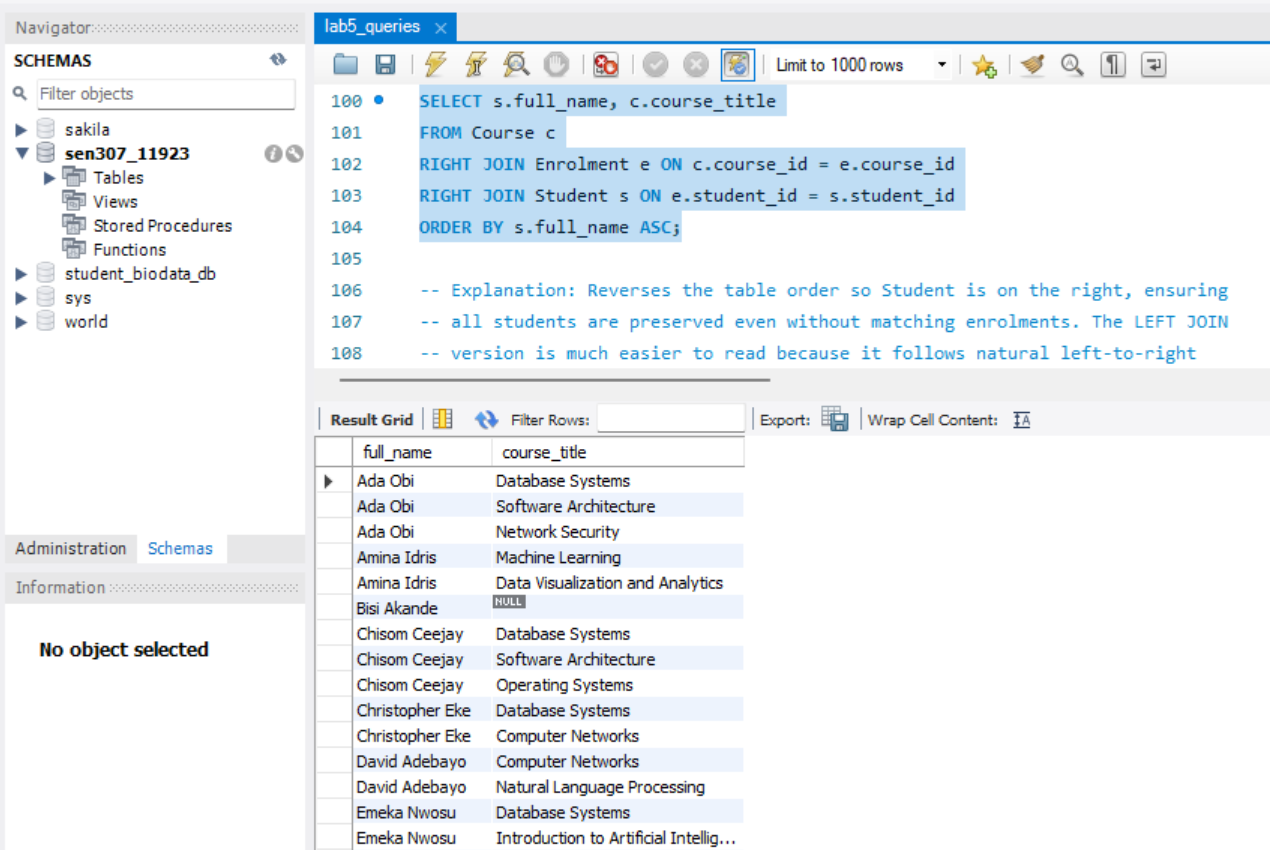 Navigator
SCHEMAS
Filter objects
sakila
sen307_11923
Tables
Views
Stored Procedures
Functions
student_biodata_db
sys
world
Administration Schemas
Information
No object selected
lab5_queries
Limit to 1000 rows
100 SELECT s.full_name, c.course_title
101 FROM Course c
102 RIGHT JOIN Enrolment e ON c.course_id = e.course_id
103 RIGHT JOIN Student s ON e.student_id = s.student_id
104 ORDER BY s.full_name ASC;
105
106 -- Explanation: Reverses the table order so Student is on the right, ensuring
107 -- all students are preserved even without matching enrolments. The LEFT JOIN
108 -- version is much easier to read because it follows natural left-to-right
Result Grid Filter Rows: Export: Wrap Cell Content: IA
full_name course_title
Ada Obi Database Systems
Ada Obi Software Architecture
Ada Obi Network Security
Amina Idris Machine Learning
Amina Idris Data Visualization and Analytics
Bisi Akande NULL
Chisom Ceejay Database Systems
Chisom Ceejay Software Architecture
Chisom Ceejay Operating Systems
Christopher Eke Database Systems
Christopher Eke Computer Networks
David Adebayo Computer Networks
David Adebayo Natural Language Processing
Emeka Nwosu Database Systems
Emeka Nwosu Introduction to Artificial Intellig...